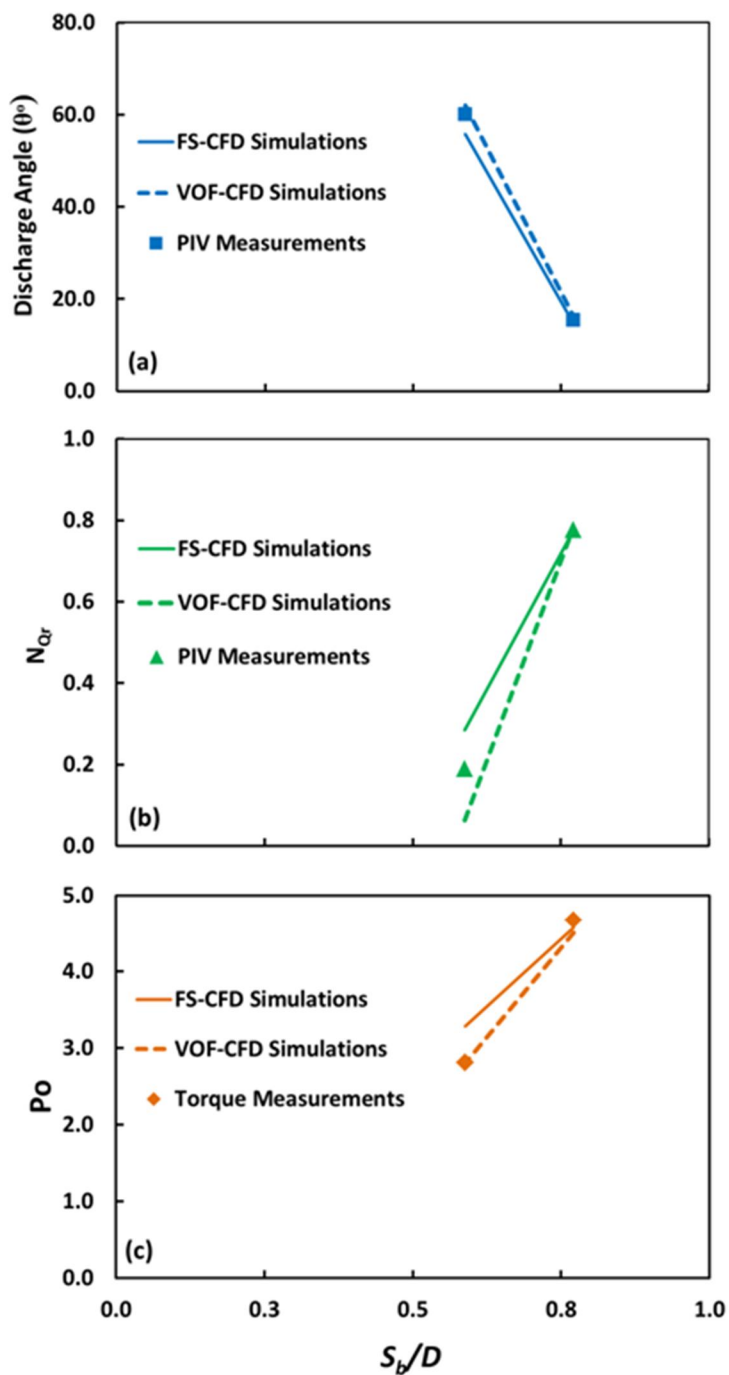 80.0
60.0
40.0
20.0
0.0
Discharge Angle (θ°)
FS-CFD Simulations
VOF-CFD Simulations
PIV Measurements
(a)
1.0
0.8
0.6
0.4
0.2
0.0
N_Qr
FS-CFD Simulations
VOF-CFD Simulations
PIV Measurements
(b)
5.0
4.0
3.0
2.0
1.0
0.0
Po
FS-CFD Simulations
VOF-CFD Simulations
Torque Measurements
(c)
0.0 0.3 0.5 0.8 1.0
S_b/D